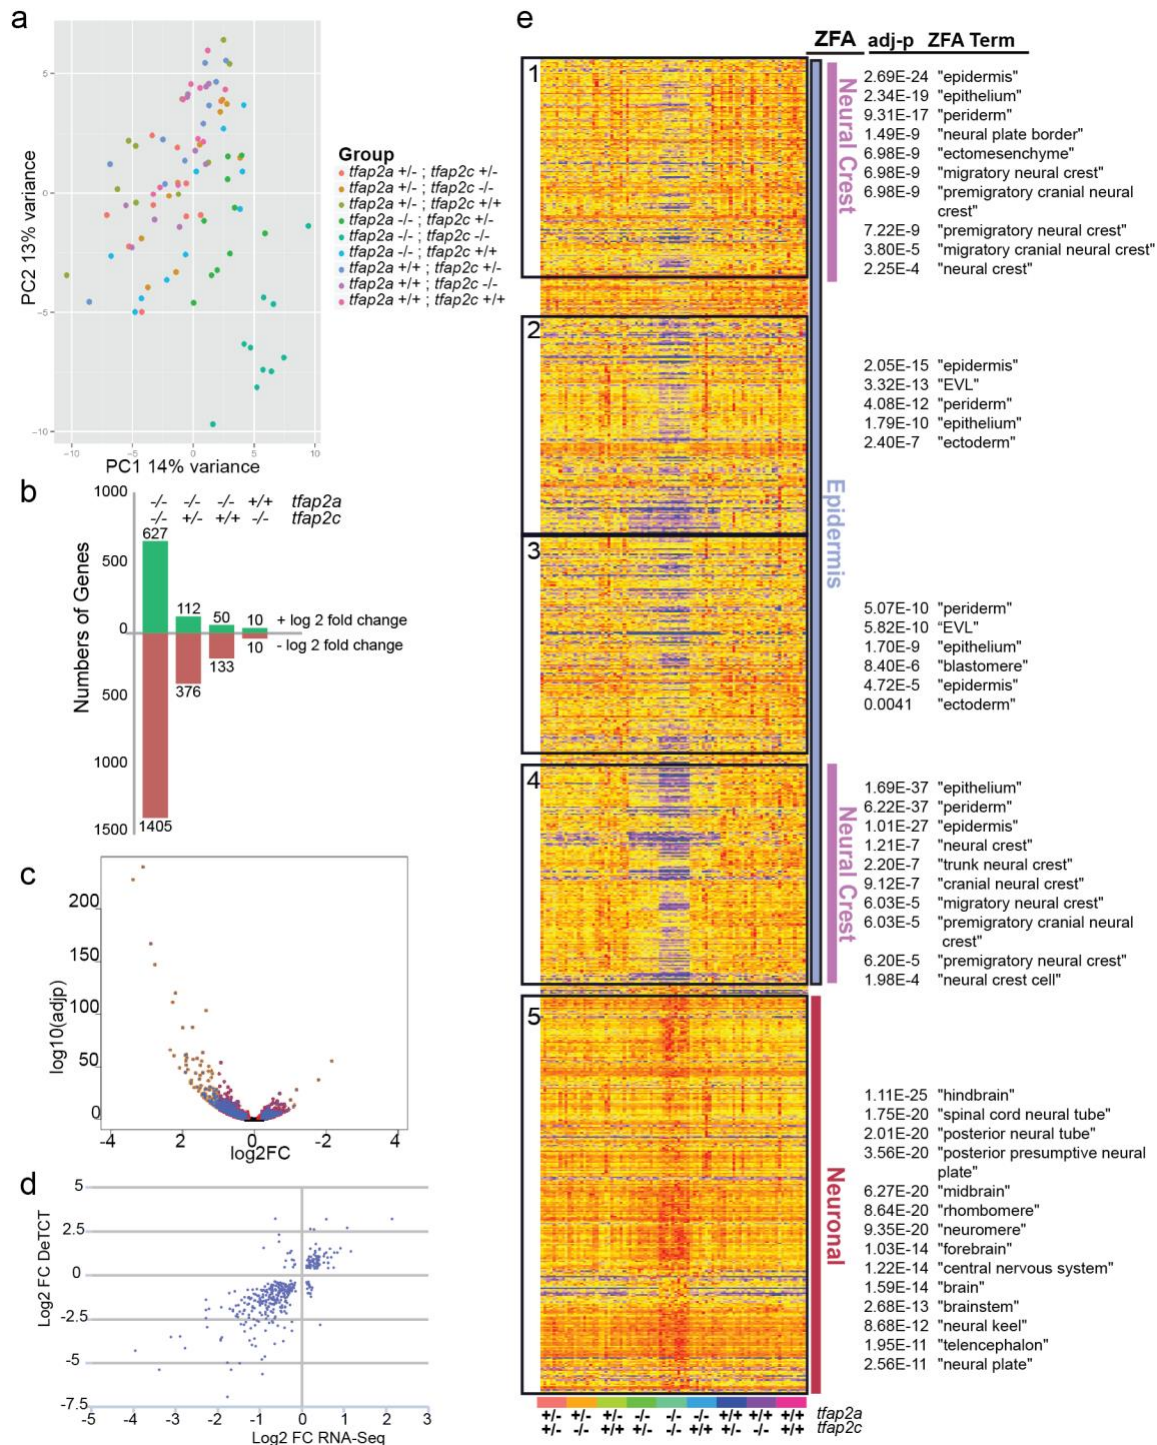 a
5
0
−5
−10
−10
−5
0
5
10
PC2 13% variance
PC1 14% variance
Group
tfap2a +/- ; tfap2c +/-
tfap2a +/- ; tfap2c -/-
tfap2a +/- ; tfap2c +/+
tfap2a -/- ; tfap2c +/-
tfap2a -/- ; tfap2c -/-
tfap2a -/- ; tfap2c +/+
tfap2a +/+ ; tfap2c +/-
tfap2a +/+ ; tfap2c -/-
tfap2a +/+ ; tfap2c +/+
b
-/- -/- -/- +/+ tfap2a
-/- +/- +/+ -/- tfap2c
Numbers of Genes
1000
500
0
500
1000
1500
627
112
50
10
+ log 2 fold change
10
- log 2 fold change
133
376
1405
c
log10(adjp)
200
150
100
50
0
-4 2 0 -2 4
log2FC
d
Log2 FC DeTCT
5
2.5
0
-2.5
-5
-7.5
-5 -4 -3 -2 -1 0 1 2 3
Log2 FC RNA-Seq
e
ZFA adj-p ZFA Term
1
Neural Crest
2.69E-24 "epidermis"
2.34E-19 "epithelium"
9.31E-17 "periderm"
1.49E-9 "neural plate border"
6.98E-9 "ectomesenchyme"
6.98E-9 "migratory neural crest"
6.98E-9 "premigratory cranial neural
crest"
7.22E-9 "premigratory neural crest"
3.80E-5 "migratory cranial neural crest"
2.25E-4 "neural crest"
2
Epidermis
2.05E-15 "epidermis"
3.32E-13 "EVL"
4.08E-12 "periderm"
1.79E-10 "epithelium"
2.40E-7 "ectoderm"
3
5.07E-10 "periderm"
5.82E-10 “EVL"
1.70E-9 "epithelium"
8.40E-6 "blastomere"
4.72E-5 "epidermis"
0.0041 "ectoderm"
4
Neural Crest
1.69E-37 "epithelium"
6.22E-37 "periderm"
1.01E-27 "epidermis"
1.21E-7 "neural crest"
2.20E-7 "trunk neural crest"
9.12E-7 "cranial neural crest"
6.03E-5 "migratory neural crest"
6.03E-5 "premigratory cranial neural
crest"
6.20E-5 "premigratory neural crest"
1.98E-4 "neural crest cell"
5
Neuronal
1.11E-25 "hindbrain"
1.75E-20 "spinal cord neural tube"
2.01E-20 "posterior neural tube"
3.56E-20 "posterior presumptive neural
plate"
6.27E-20 "midbrain"
8.64E-20 "rhombomere"
9.35E-20 "neuromere"
1.03E-14 "forebrain"
1.22E-14 "central nervous system"
1.59E-14 "brain"
2.68E-13 "brainstem"
8.68E-12 "neural keel"
1.95E-11 "telencephalon"
2.56E-11 "neural plate"
+/- +/- +/- -/- -/- -/- +/+ +/+ +/+ tfap2a
+/- -/- +/+ +/- -/- +/+ +/- -/- +/+ tfap2c